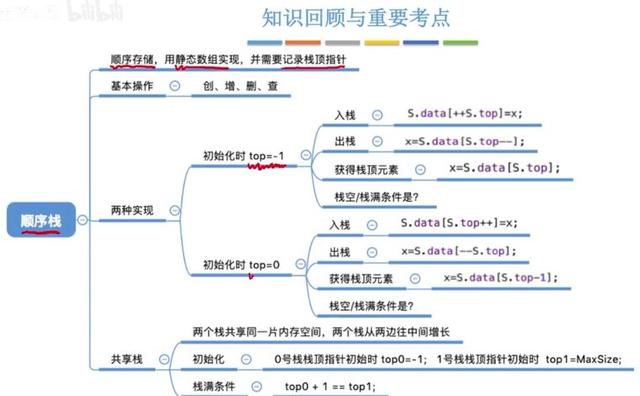 知识回顾与重要考点
顺序存储，用静态数组实现，并需要记录栈顶指针
基本操作
创、增、删、查
顺序栈
两种实现
初始化时 top=-1
入栈
S.data[++S.top]=x;
出栈
x=S.data[S.top--];
获得栈顶元素
x=S.data[S.top];
栈空/栈满条件是?
初始化时 top=0
入栈
S.data[S.top++]=x;
出栈
x=S.data[--S.top];
获得栈顶元素
x=S.data[S.top-1];
栈空/栈满条件是?
共享栈
两个栈共享同一片内存空间，两个栈从两边往中间增长
初始化
0号栈栈顶指针初始时 top0=-1; 1号栈栈顶指针初始时 top1=MaxSize;
栈满条件
top0 + 1 == top1;